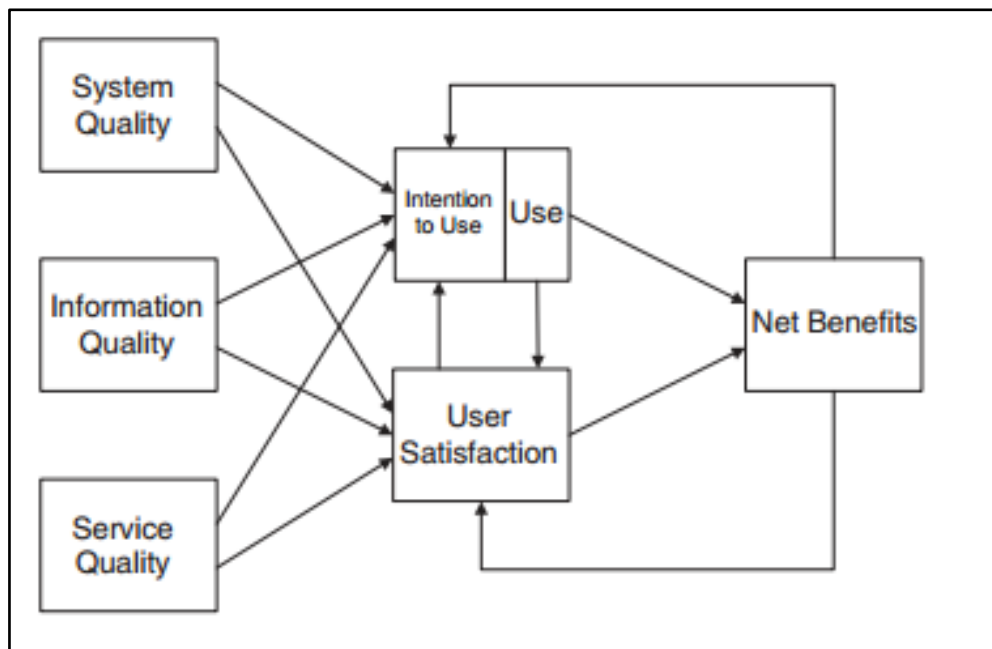 System
Quality
Intention
to Use
Use
Information
Quality
Net Benefits
User
Satisfaction
Service
Quality